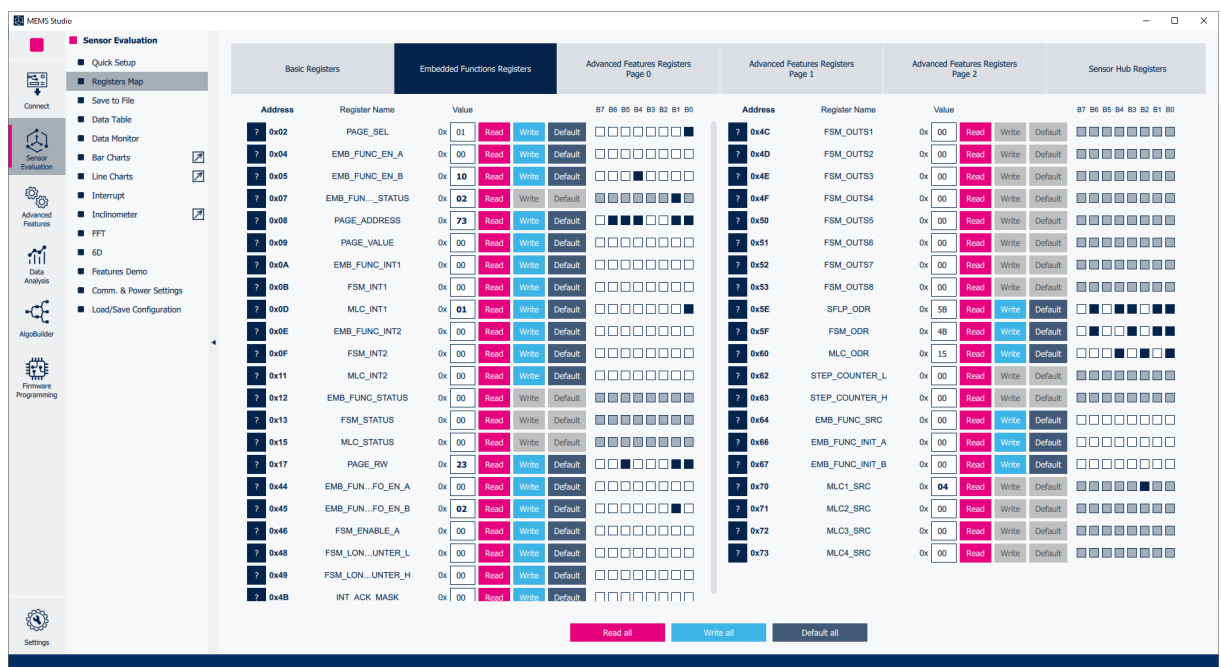 MEMS Studio
Connect
Sensor
Evaluation
Advanced
Features
Data
Analysis
AlgoBuilder
Firmware
Programming
Settings
Sensor Evaluation
Quick Setup
Registers Map
Save to File
Data Table
Data Monitor
Bar Charts
Line Charts
Interrupt
Inclinometer
FFT
6D
Features Demo
Comm. & Power Settings
Load/Save Configuration
Basic Registers
Embedded Functions Registers
Advanced Features Registers
Page 0
Advanced Features Registers
Page 1
Advanced Features Registers
Page 2
Sensor Hub Registers
Address Register Name Value B7 B6 B5 B4 B3 B2 B1 B0
? 0x02 PAGE_SEL 0x 01 Read Write Default
? 0x04 EMB_FUNC_EN_A 0x 00 Read Write Default
? 0x05 EMB_FUNC_EN_B 0x 10 Read Write Default
? 0x07 EMB_FUN..._STATUS 0x 02 Read Write Default
? 0x08 PAGE_ADDRESS 0x 73 Read Write Default
? 0x09 PAGE_VALUE 0x 00 Read Write Default
? 0x0A EMB_FUNC_INT1 0x 00 Read Write Default
? 0x0B FSM_INT1 0x 00 Read Write Default
? 0x0D MLC_INT1 0x 01 Read Write Default
? 0x0E EMB_FUNC_INT2 0x 00 Read Write Default
? 0x0F FSM_INT2 0x 00 Read Write Default
? 0x11 MLC_INT2 0x 00 Read Write Default
? 0x12 EMB_FUNC_STATUS 0x 00 Read Write Default
? 0x13 FSM_STATUS 0x 00 Read Write Default
? 0x15 MLC_STATUS 0x 00 Read Write Default
? 0x17 PAGE_RW 0x 23 Read Write Default
? 0x44 EMB_FUN...FO_EN_A 0x 00 Read Write Default
? 0x45 EMB_FUN...FO_EN_B 0x 02 Read Write Default
? 0x46 FSM_ENABLE_A 0x 00 Read Write Default
? 0x48 FSM_LON...UNTER_L 0x 00 Read Write Default
? 0x49 FSM_LON...UNTER_H 0x 00 Read Write Default
? 0x4B INT ACK MASK 0x 00 Read Write Default
Address Register Name Value B7 B6 B5 B4 B3 B2 B1 B0
? 0x4C FSM_OUTS1 0x 00 Read Write Default
? 0x4D FSM_OUTS2 0x 00 Read Write Default
? 0x4E FSM_OUTS3 0x 00 Read Write Default
? 0x4F FSM_OUTS4 0x 00 Read Write Default
? 0x50 FSM_OUTS5 0x 00 Read Write Default
? 0x51 FSM_OUTS6 0x 00 Read Write Default
? 0x52 FSM_OUTS7 0x 00 Read Write Default
? 0x53 FSM_OUTS8 0x 00 Read Write Default
? 0x5E SFLP_ODR 0x 5B Read Write Default
? 0x5F FSM_ODR 0x 4B Read Write Default
? 0x60 MLC_ODR 0x 15 Read Write Default
? 0x62 STEP_COUNTER_L 0x 00 Read Write Default
? 0x63 STEP_COUNTER_H 0x 00 Read Write Default
? 0x64 EMB_FUNC_SRC 0x 00 Read Write Default
? 0x66 EMB_FUNC_INIT_A 0x 00 Read Write Default
? 0x67 EMB_FUNC_INIT_B 0x 00 Read Write Default
? 0x70 MLC1_SRC 0x 04 Read Write Default
? 0x71 MLC2_SRC 0x 00 Read Write Default
? 0x72 MLC3_SRC 0x 00 Read Write Default
? 0x73 MLC4_SRC 0x 00 Read Write Default
Read all Write all Default all